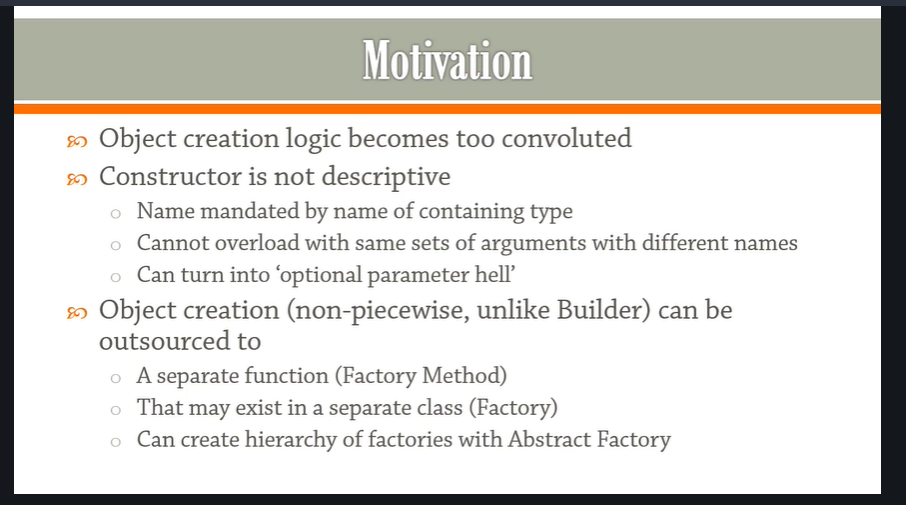 Motivation
Object creation logic becomes too convoluted
Constructor is not descriptive
Name mandated by name of containing type
Cannot overload with same sets of arguments with different names
Can turn into ‘optional parameter hell’
Object creation (non-piecewise, unlike Builder) can be
outsourced to
A separate function (Factory Method)
That may exist in a separate class (Factory)
Can create hierarchy of factories with Abstract Factory